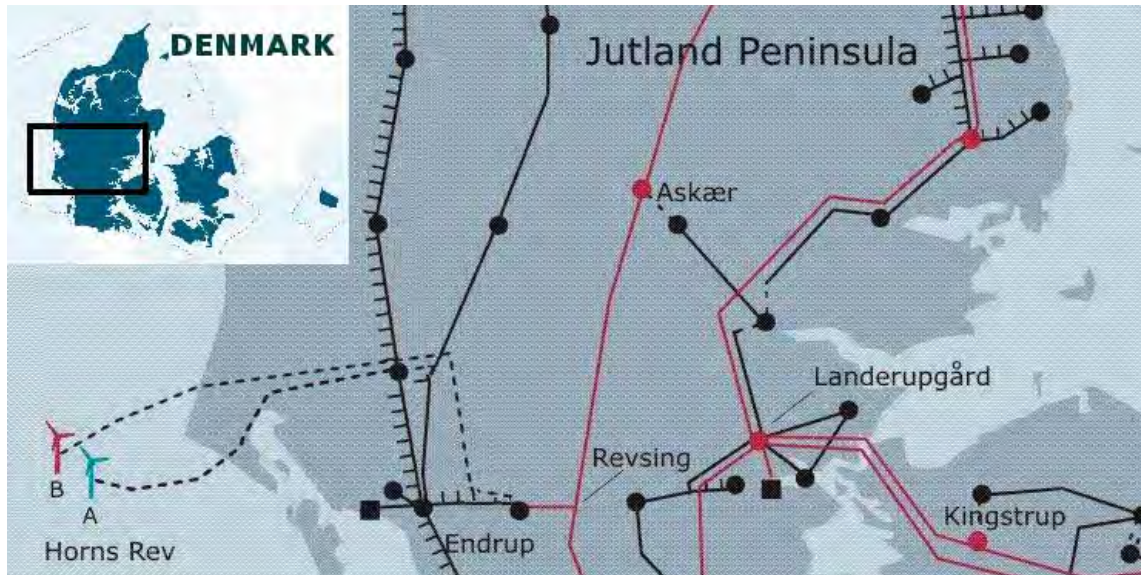 DENMARK
Jutland Peninsula
Askær
Landerupgård
Revsing
B
A
Kingstrup
Endrup
Horns Rev